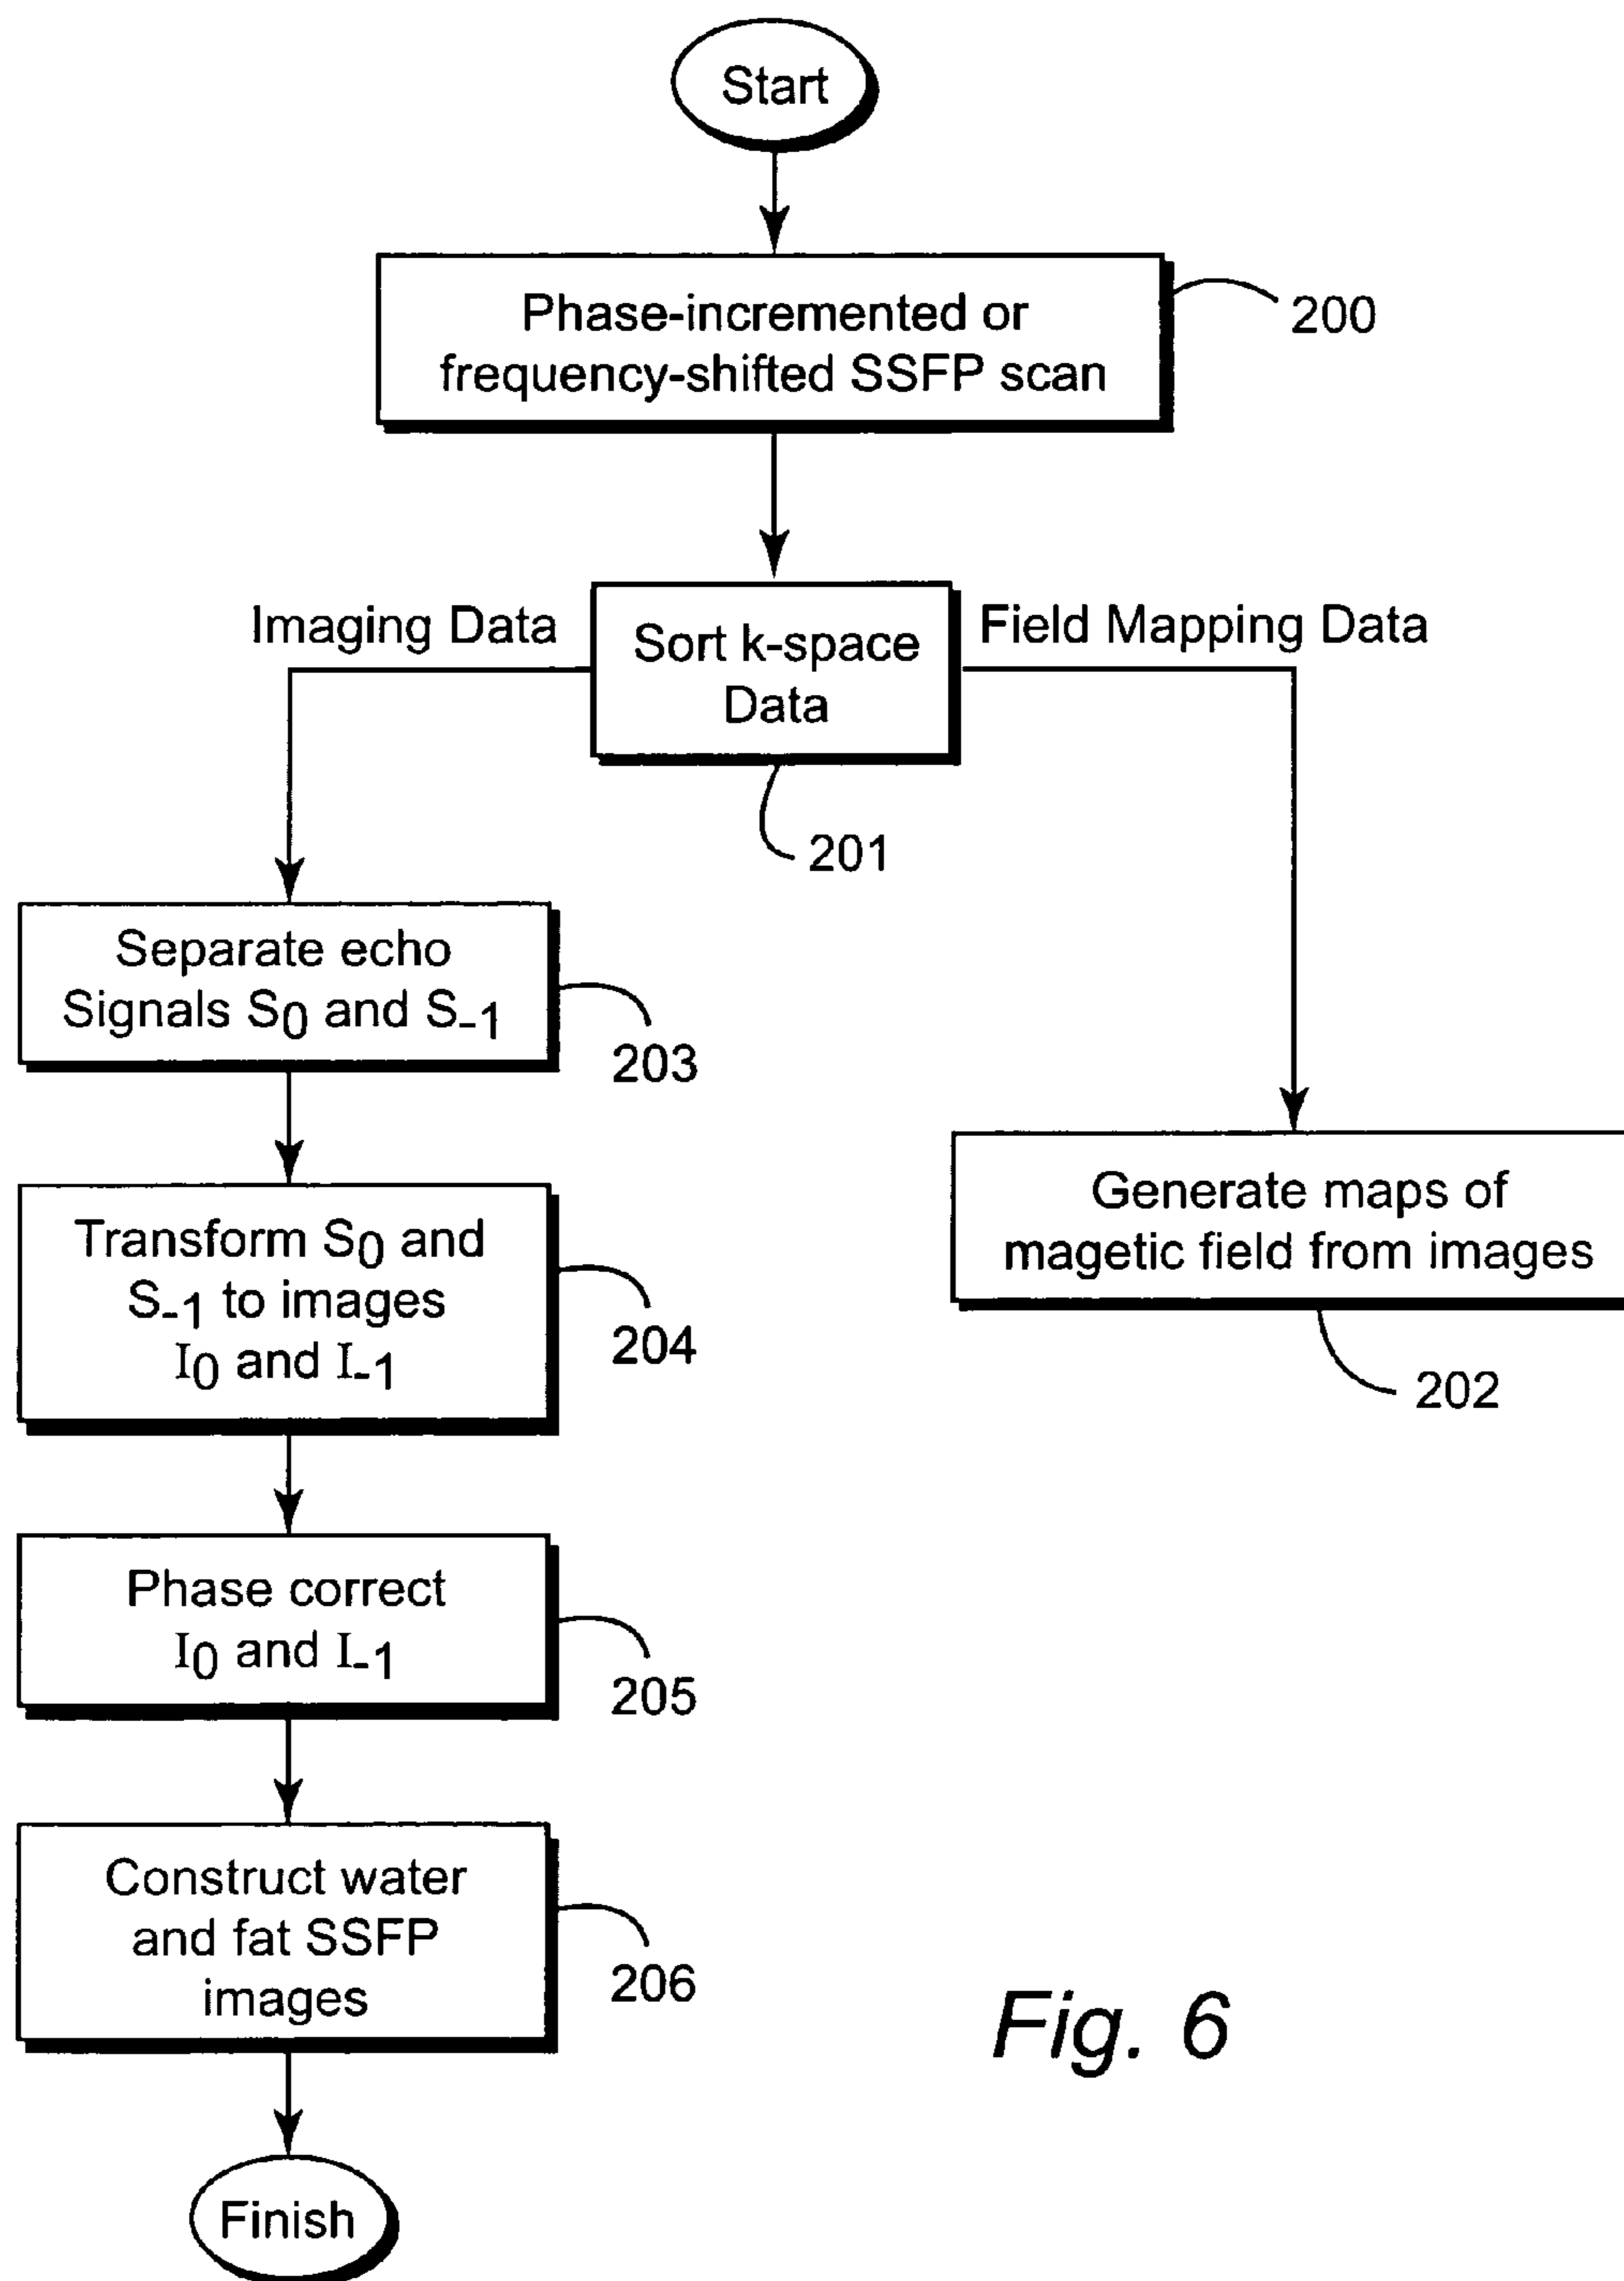 Start
Phase-incremented or
frequency-shifted SSFP scan
200
Imaging Data
Sort k-space
Data
Field Mapping Data
201
Separate echo
Signals S0 and S-1
203
Transform S0 and
S-1 to images
I0 and I-1
204
Generate maps of
magetic field from images
202
Phase correct
I0 and I-1
205
Construct water
and fat SSFP
images
206
Finish
Fig. 6